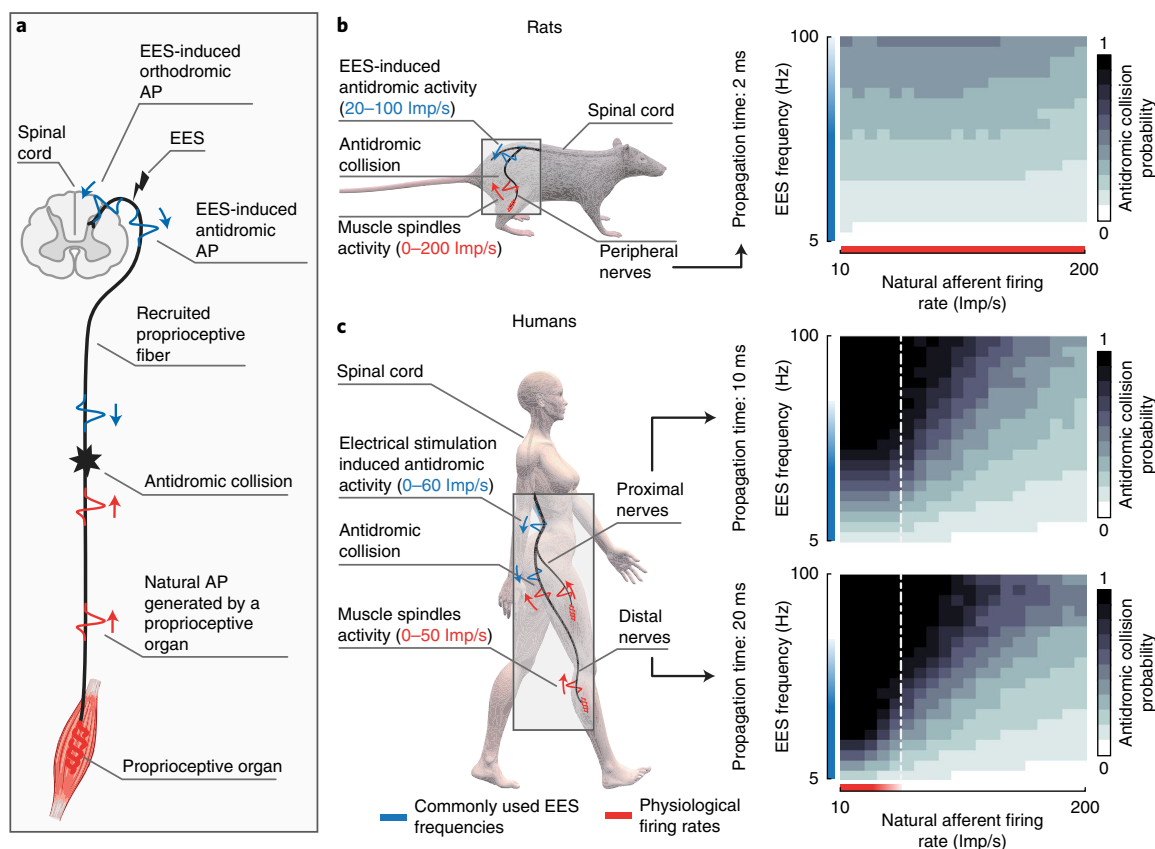 a
EES-induced
orthodromic
AP
Spinal
cord
EES
EES-induced
antidromic
AP
Recruited
proprioceptive
fiber
Antidromic collision
Natural AP
generated by a
proprioceptive
organ
Proprioceptive organ
b
Rats
EES-induced
antidromic activity
(20–100 Imp/s)
Spinal cord
Antidromic
collision
Muscle spindles
activity (0–200 Imp/s)
Peripheral
nerves
Propagation time: 2 ms
EES frequency (Hz)
100
5
10
200
Natural afferent firing
rate (Imp/s)
1
0
Antidromic collision
probability
c
Humans
Spinal cord
Electrical stimulation
induced antidromic
activity (0–60 Imp/s)
Proximal
nerves
Antidromic
collision
Muscle spindles
activity (0–50 Imp/s)
Distal
nerves
Propagation time: 10 ms
EES frequency (Hz)
100
5
1
0
Antidromic collision
probability
Propagation time: 20 ms
EES frequency (Hz)
100
5
10
200
Natural afferent firing
rate (Imp/s)
1
0
Antidromic collision
probability
Commonly used EES
frequencies
Physiological
firing rates